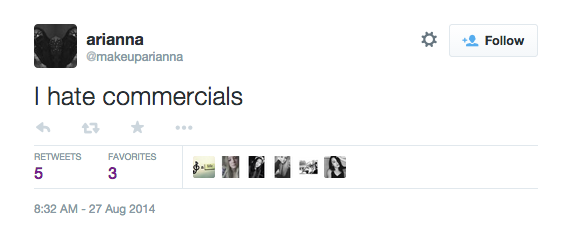 arianna
@makeuparianna
Follow
I hate commercials
RETWEETS
5
FAVORITES
3
8:32 AM - 27 Aug 2014